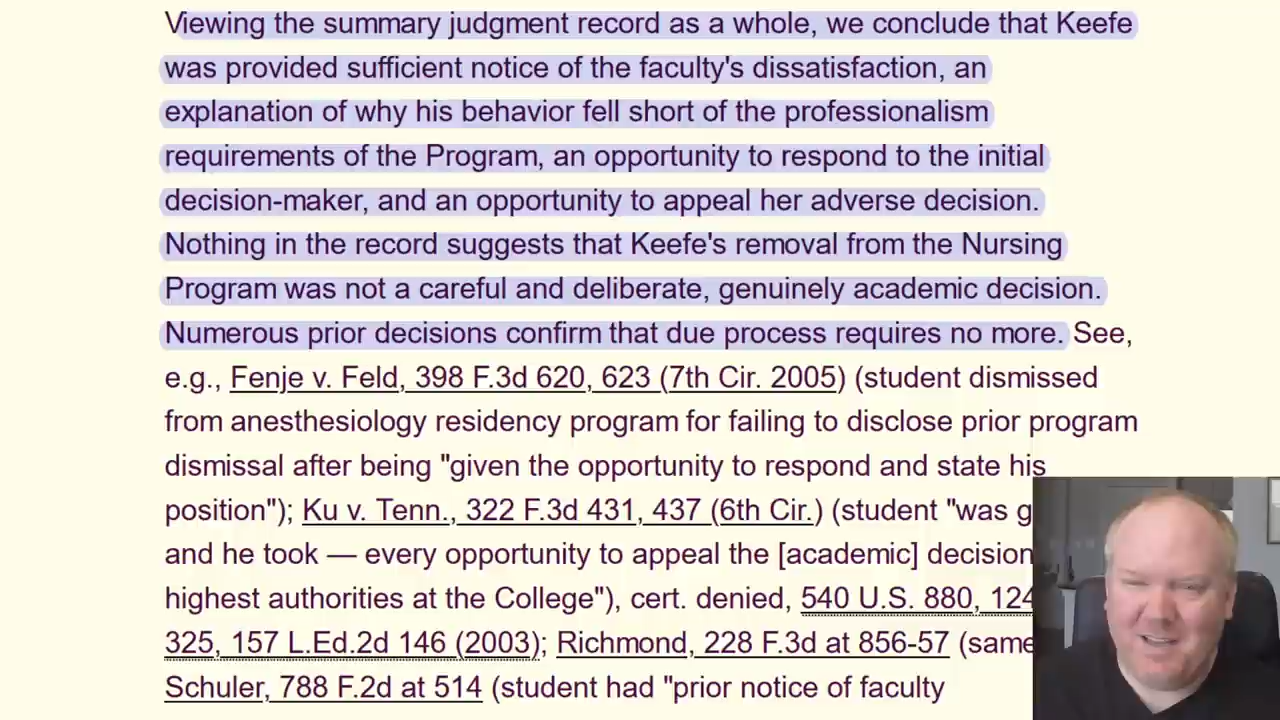 Viewing the summary judgment record as a whole, we conclude that Keefe
was provided sufficient notice of the faculty's dissatisfaction, an
explanation of why his behavior fell short of the professionalism
requirements of the Program, an opportunity to respond to the initial
decision-maker, and an opportunity to appeal her adverse decision.
Nothing in the record suggests that Keefe's removal from the Nursing
Program was not a careful and deliberate, genuinely academic decision.
Numerous prior decisions confirm that due process requires no more. See,
e.g., Fenje v. Feld, 398 F.3d 620, 623 (7th Cir. 2005) (student dismissed
from anesthesiology residency program for failing to disclose prior program
dismissal after being "given the opportunity to respond and state his
position"); Ku v. Tenn., 322 F.3d 431, 437 (6th Cir.) (student "was
and he took — every opportunity to appeal the [academic] decision
highest authorities at the College"), cert. denied, 540 U.S. 880, 124
325, 157 L.Ed.2d 146 (2003); Richmond, 228 F.3d at 856-57 (same
Schuler, 788 F.2d at 514 (student had "prior notice of faculty